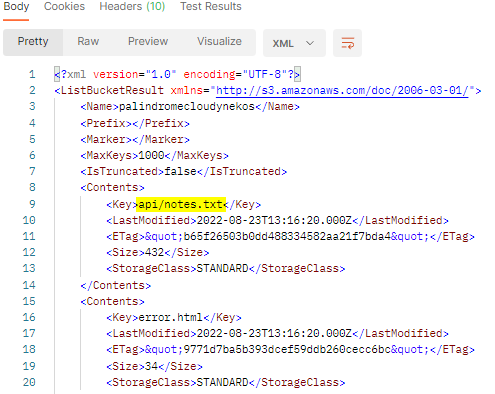 Body Cookies Headers (10) Test Results
Pretty Raw Preview Visualize XML
1 <?xml version="1.0" encoding="UTF-8"?>
2 <ListBucketResult xmlns="http://s3.amazonaws.com/doc/2006-03-01/">
3 <Name>palindromecloudynekos</Name>
4 <Prefix></Prefix>
5 <Marker></Marker>
6 <MaxKeys>1000</MaxKeys>
7 <IsTruncated>false</IsTruncated>
8 <Contents>
9 <Key>api/notes.txt</Key>
10 <LastModified>2022-08-23T13:16:20.000Z</LastModified>
11 <ETag>&quot;b65f26503b0dd488334582aa21f7bda4&quot;</ETag>
12 <Size>432</Size>
13 <StorageClass>STANDARD</StorageClass>
14 </Contents>
15 <Contents>
16 <Key>error.html</Key>
17 <LastModified>2022-08-23T13:16:20.000Z</LastModified>
18 <ETag>&quot;9771d7ba5b393dcef59ddb260cecc6bc&quot;</ETag>
19 <Size>34</Size>
20 <StorageClass>STANDARD</StorageClass>